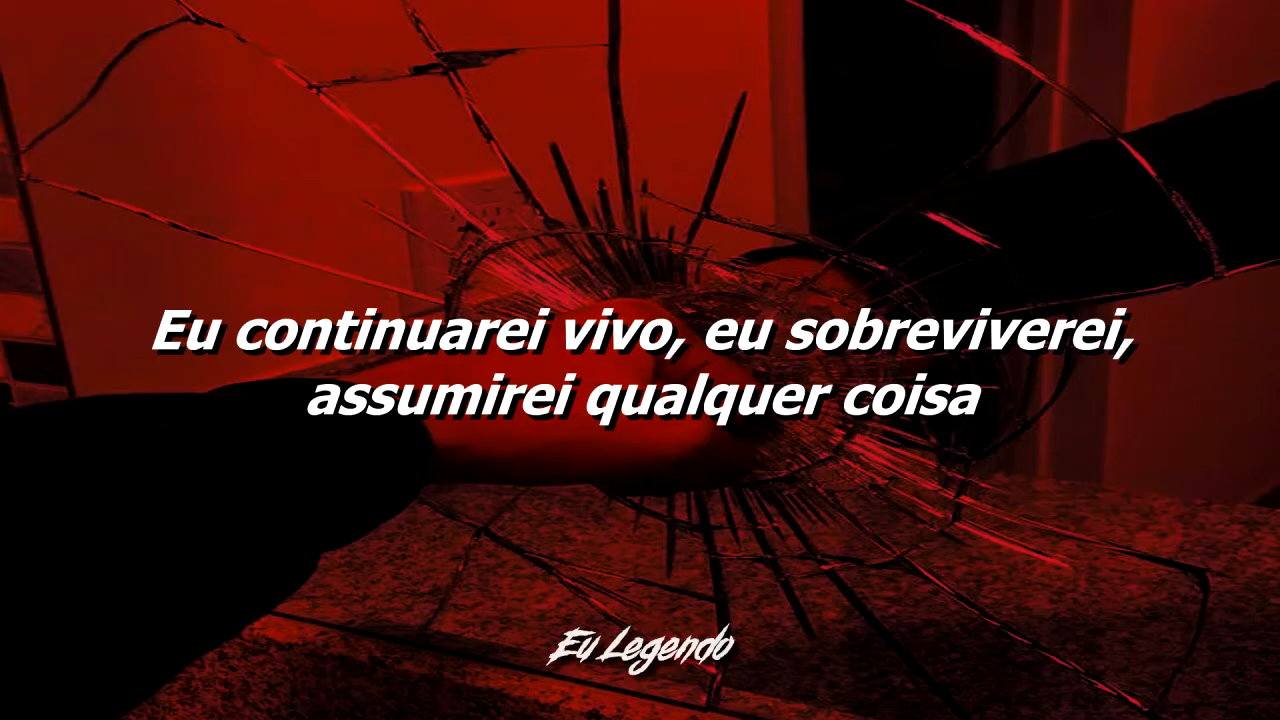 Eu continuarei vivo, eu sobreviverei,
assumirei qualquer coisa
Eu Legendo